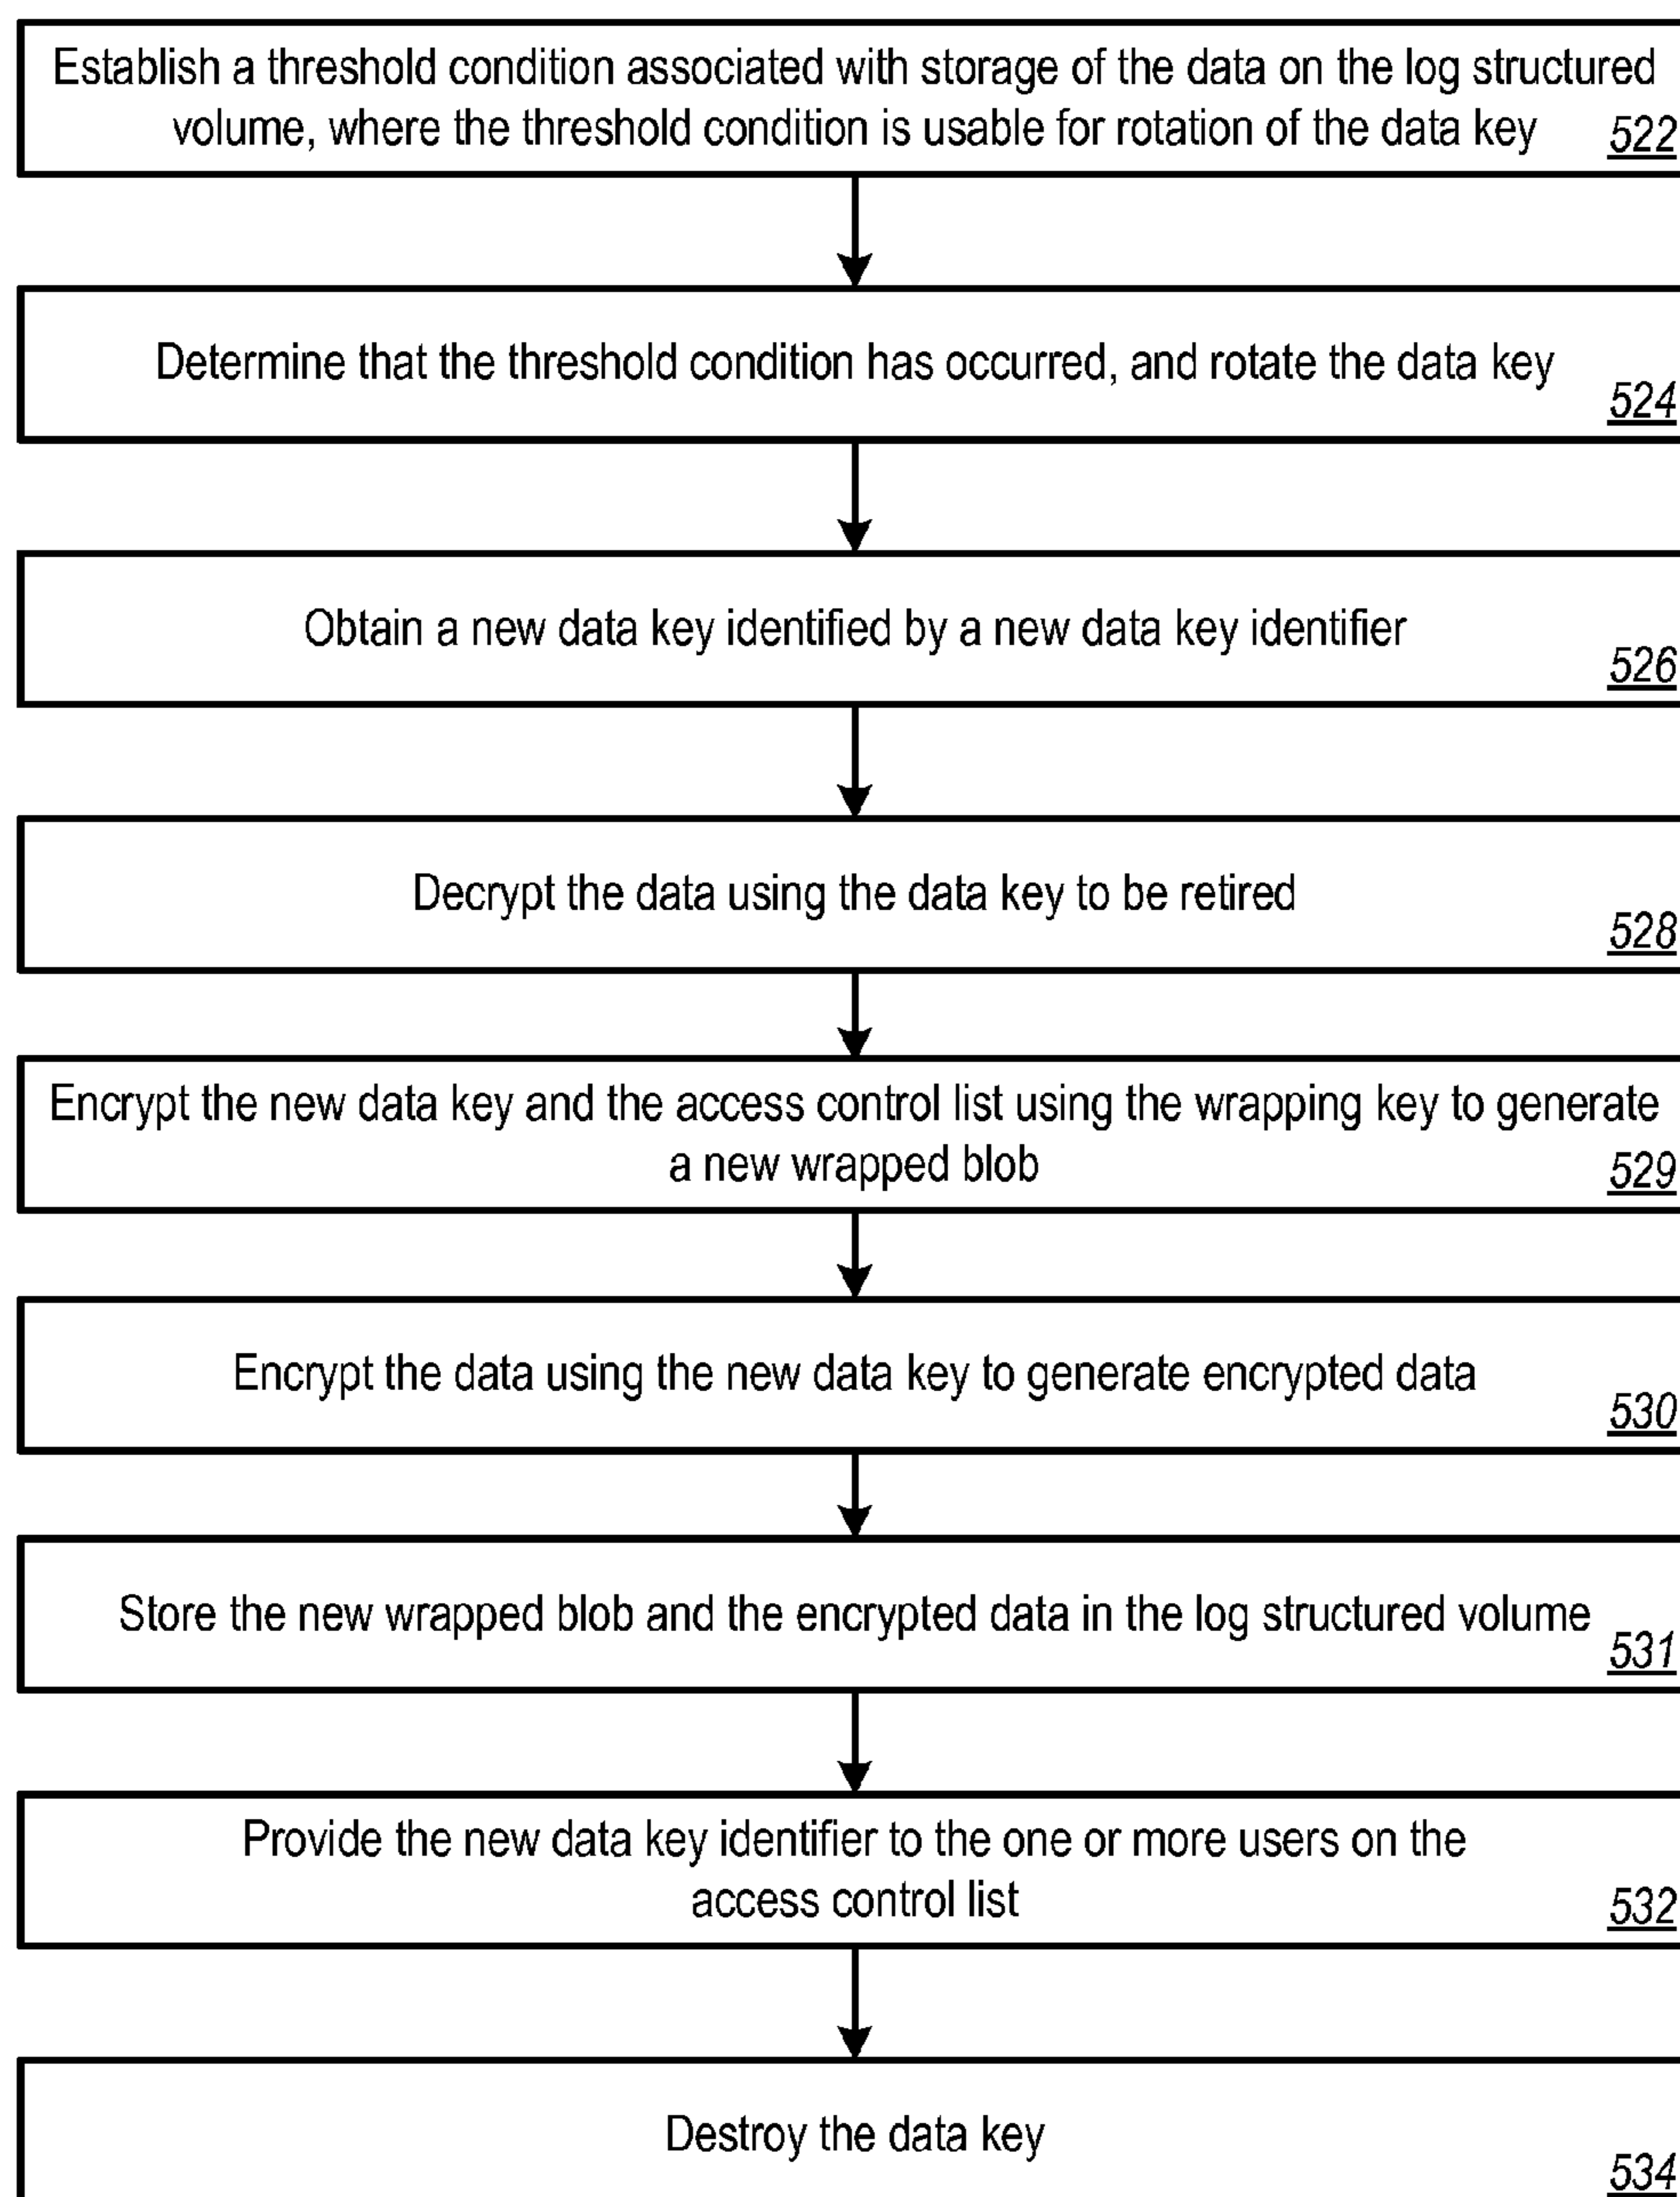 Establish a threshold condition associated with storage of the data on the log structured
volume, where the threshold condition is usable for rotation of the data key
522
Determine that the threshold condition has occurred, and rotate the data key
524
Obtain a new data key identified by a new data key identifier
526
Decrypt the data using the data key to be retired
528
Encrypt the new data key and the access control list using the wrapping key to generate
a new wrapped blob
529
Encrypt the data using the new data key to generate encrypted data
530
Store the new wrapped blob and the encrypted data in the log structured volume
531
Provide the new data key identifier to the one or more users on the
access control list
532
Destroy the data key
534